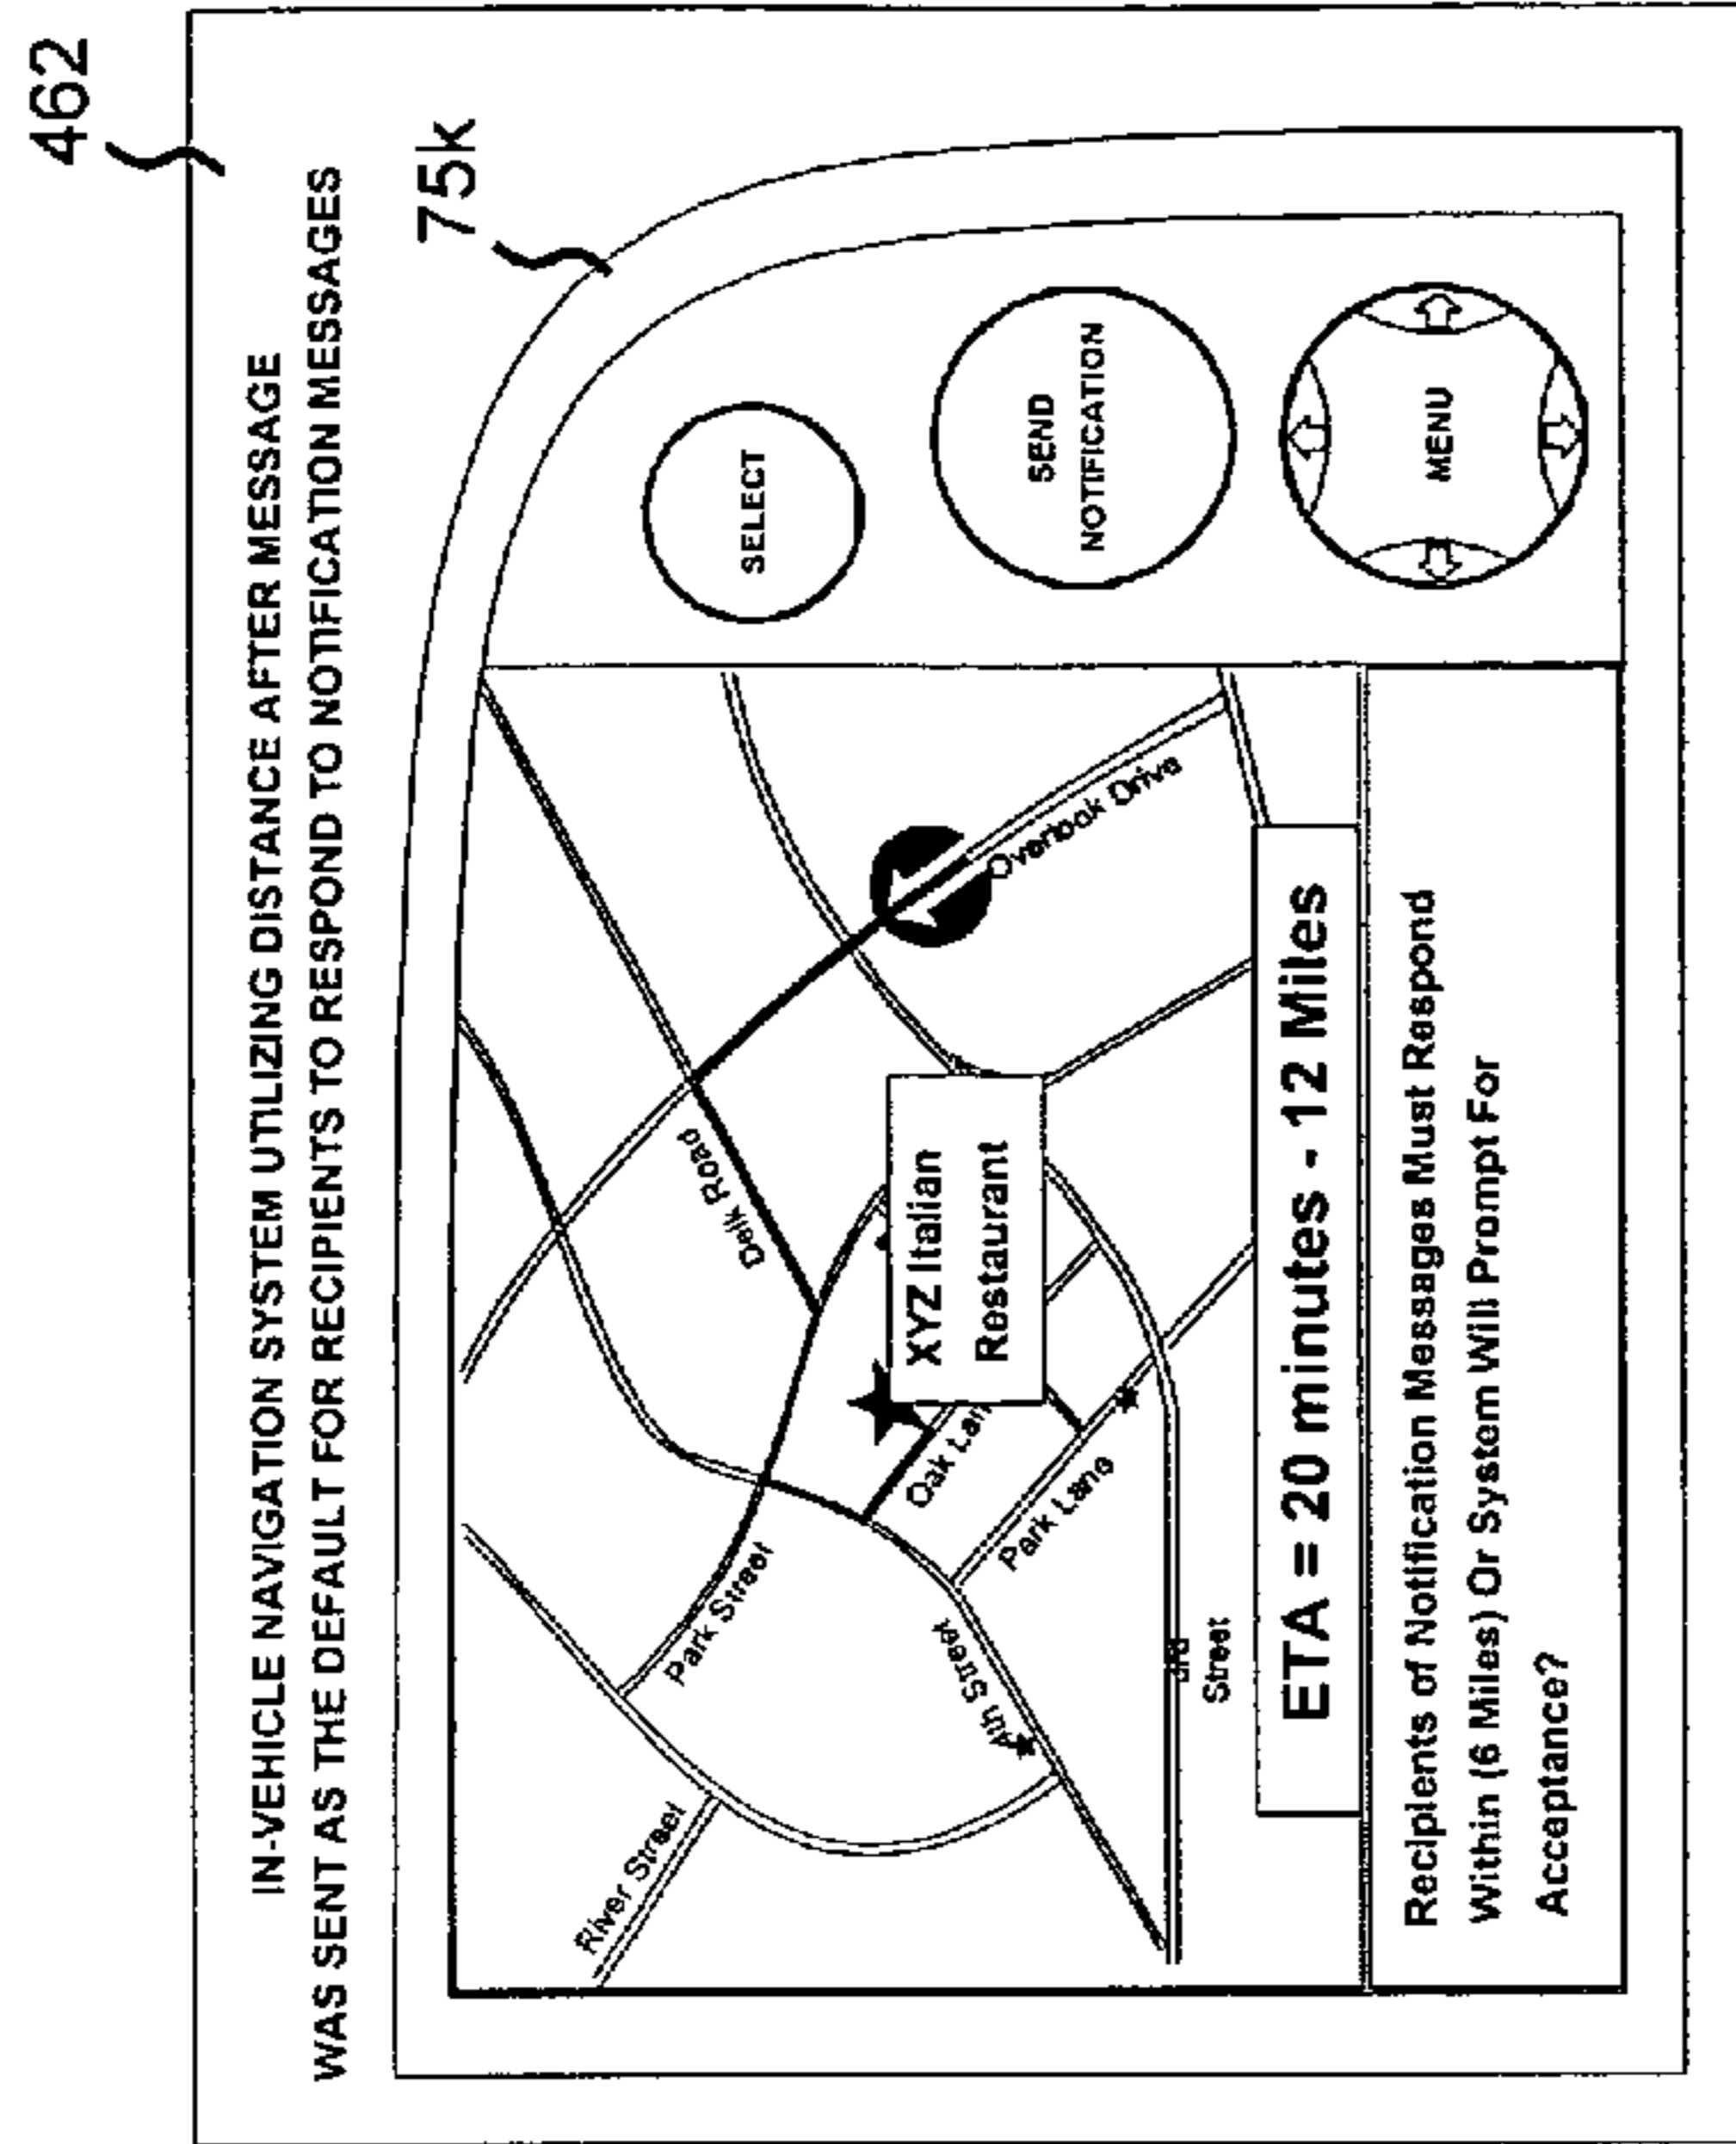 462
IN-VEHICLE NAVIGATION SYSTEM UTILIZING DISTANCE AFTER MESSAGE
WAS SENT AS THE DEFAULT FOR RECIPIENTS TO RESPOND TO NOTIFICATION MESSAGES
75k
River Street
Park Street
Delk Road
Overlook Drive
XYZ Italian
Restaurant
Oak Lan
Park Lane
4th Street
3rd
Street
ETA = 20 minutes - 12 Miles
Recipients of Notification Messages Must Respond
Within (6 Miles) Or System Will Prompt For
Acceptance?
SELECT
SEND
NOTIFICATION
MENU